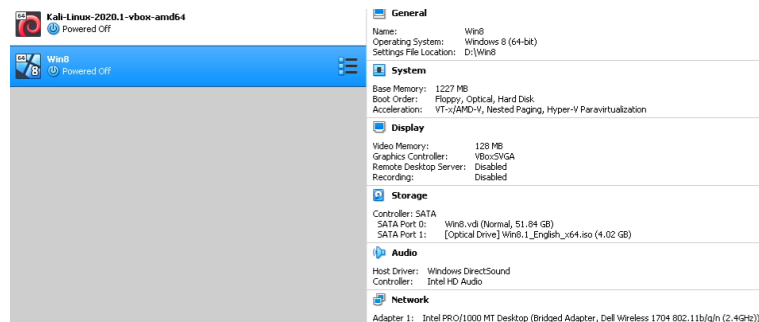 64
Kali-Linux-2020.1-vbox-amd64
Powered Off
64
8
Win8
Powered Off
General
Name: Win8
Operating System: Windows 8 (64-bit)
Settings File Location: D:\Win8
System
Base Memory: 1227 MB
Boot Order: Floppy, Optical, Hard Disk
Acceleration: VT-x/AMD-V, Nested Paging, Hyper-V Paravirtualization
Display
Video Memory: 128 MB
Graphics Controller: VBoxSVGA
Remote Desktop Server: Disabled
Recording: Disabled
Storage
Controller: SATA
SATA Port 0: Win8.vdi (Normal, 51.84 GB)
SATA Port 1: [Optical Drive] Win8.1_English_x64.iso (4.02 GB)
Audio
Host Driver: Windows DirectSound
Controller: Intel HD Audio
Network
Adapter 1: Intel PRO/1000 MT Desktop (Bridged Adapter, Dell Wireless 1704 802.11b/g/n (2.4GHz))